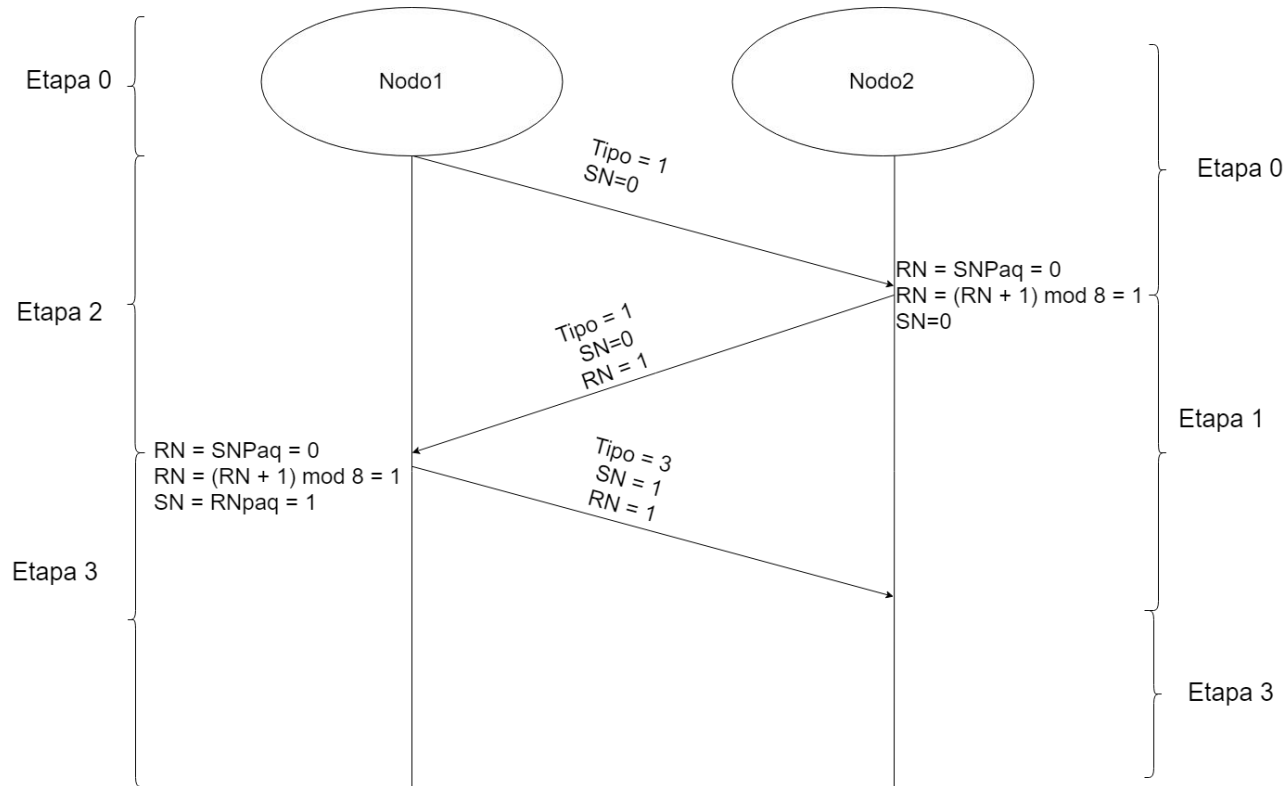 Etapa 0
Nodo1
Nodo2
Tipo = 1
SN=0
Etapa 0
RN = SNPaq = 0
RN = (RN + 1) mod 8 = 1
SN=0
Etapa 2
Tipo = 1
SN=0
RN = 1
Etapa 1
RN = SNPaq = 0
RN = (RN + 1) mod 8 = 1
SN = RNpaq = 1
Tipo = 3
SN = 1
RN = 1
Etapa 3
Etapa 3